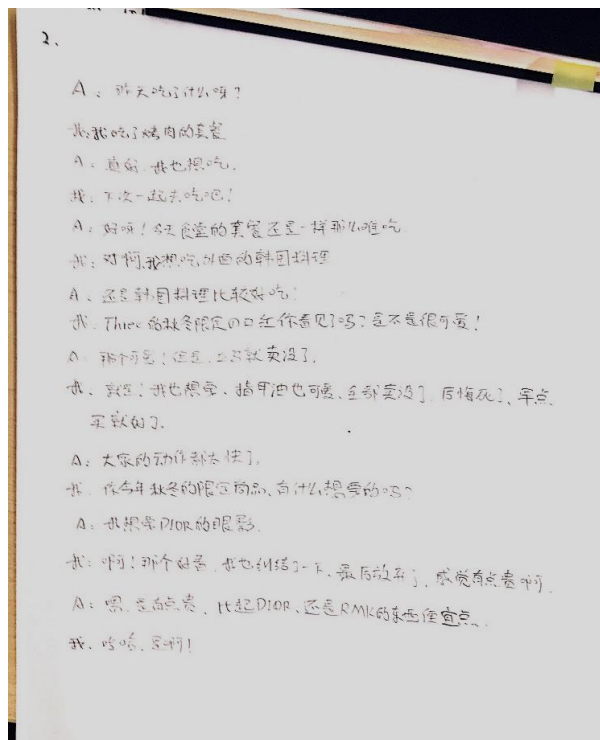 2、
A：昨天吃了什么呀？
我：我吃了烤肉的套餐
A：真的 我也想吃.
我：下次一起去吃吧！
A：好呀！今天食堂的套餐还是一样那么难吃.
我：对啊,我想吃外面的韩国料理
A：还是韩国料理比较好吃！
我：Three的秋冬限定の口红你看见了吗？是不是很可爱！
A：那个可爱！但是 就卖没了.
我：就是！我也想要、指甲油也可爱、全部卖没了 后悔死了、早点
买就好了.
A：大家的动作都太快了。
我：你今年秋冬的限定商品、有什么想要的吗？
A：我想要DIOR的眼影.
我：啊！那个好看、我也纠结了一下、最后放弃了、感觉有点贵啊.
A：嗯、是有点贵、比起DIOR、还是RMK的东西便宜点.
我：哈哈、是啊！